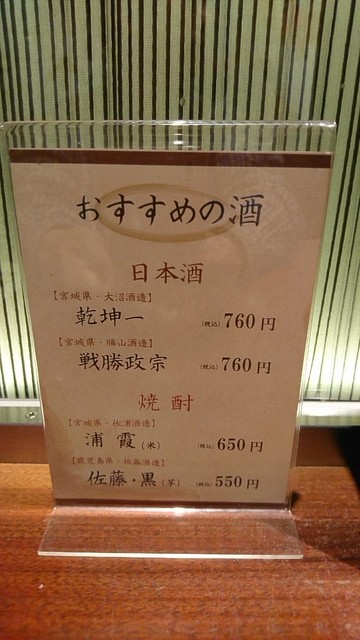 おすすめの酒
日本酒
【宮城県・大沼酒造】
乾坤一 (税込) 760円
【宮城県・勝山酒造】
戦勝政宗 (税込) 760円
焼酎
【宮城県・佐浦酒造】
浦霞(米) (税込) 650円
【鹿児島県・佐藤酒造】
佐藤・黒(芋) (税込) 550円